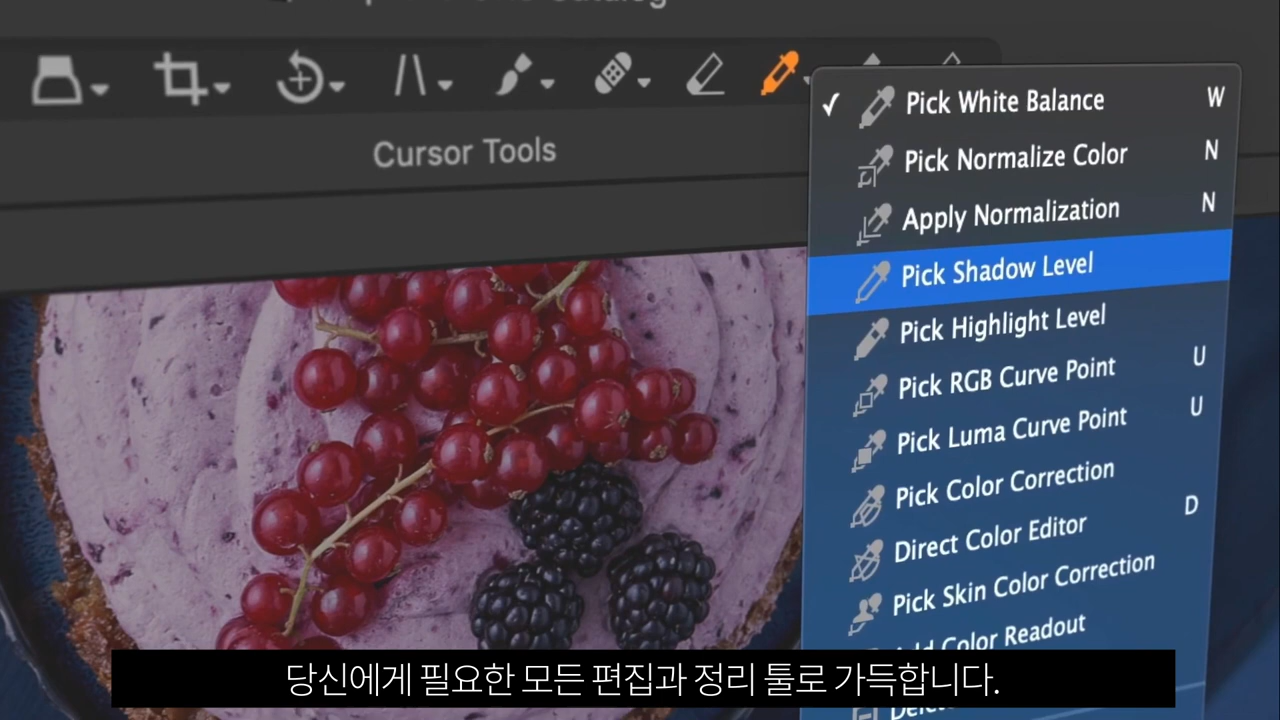 Cursor Tools
Pick White Balance W
Pick Normalize Color N
Apply Normalization N
Pick Shadow Level
Pick Highlight Level
Pick RGB Curve Point U
Pick Luma Curve Point U
Pick Color Correction
Direct Color Editor D
Pick Skin Color Correction
Add Color Readout
당신에게 필요한 모든 편집과 정리 툴로 가득합니다.